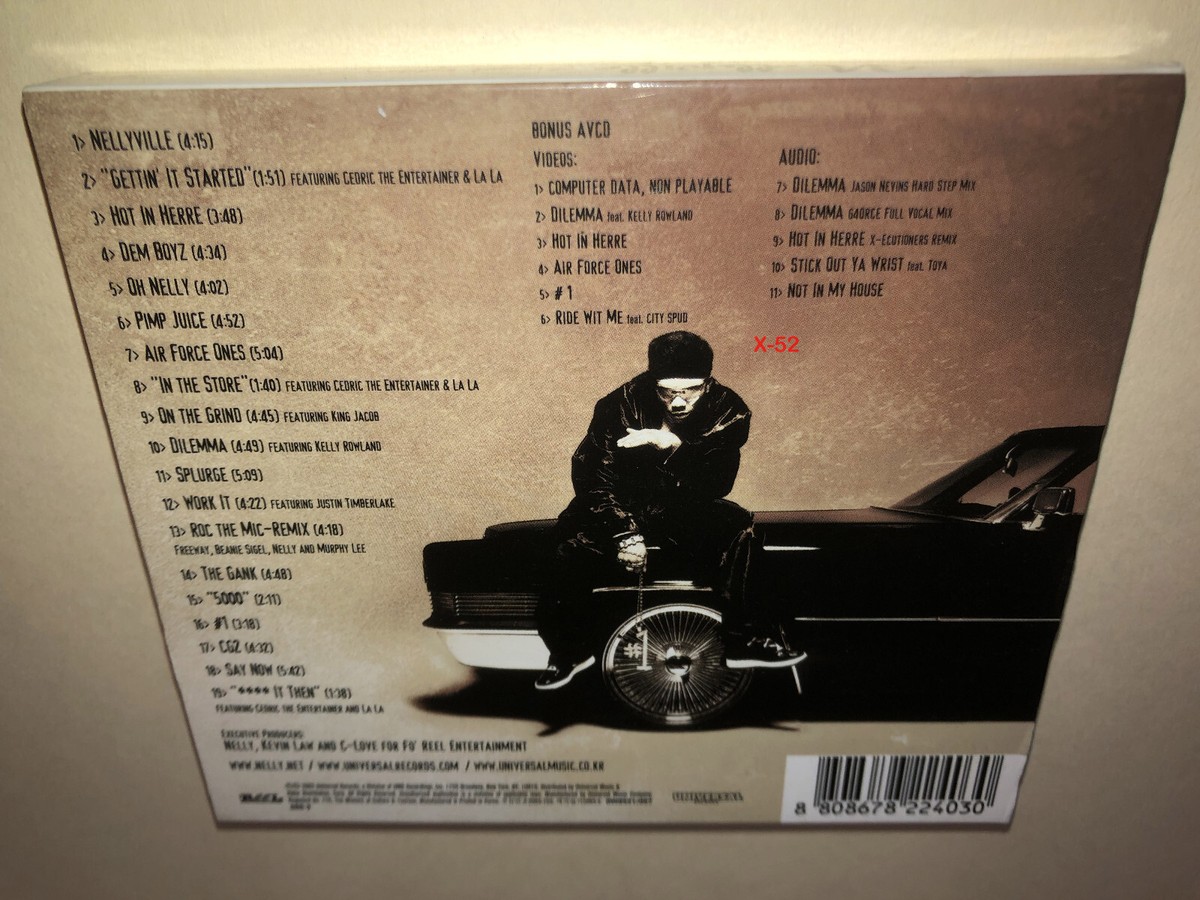 1> NELLYVILLE (4:15)
2> "GETTIN' IT STARTED" (1:51) FEATURING CEDRIC THE ENTERTAINER & LA LA
3> HOT IN HERRE (3:48)
4> DEM BOYZ (4:34)
5> OH NELLY (4:02)
6> PIMP JUICE (4:52)
7> AIR FORCE ONES (5:04)
8> "IN THE STORE" (1:40) FEATURING CEDRIC THE ENTERTAINER & LA LA
9> ON THE GRIND (4:45) FEATURING KING JACOB
10> DILEMMA (4:49) FEATURING KELLY ROWLAND
11> SPLURGE (5:09)
12> WORK IT (4:22) FEATURING JUSTIN TIMBERLAKE
13> ROC THE MIC-REMIX (4:18)
FREEWAY, BEANIE SIGEL, NELLY AND MURPHY LEE
14> THE GANK (4:48)
15> "5000" (2:11)
16> #1 (3:18)
17> CG2 (4:32)
18> SAY NOW (5:42)
19> "**** IT THEN" (1:38)
FEATURING CEDRIC THE ENTERTAINER AND LA LA
BONUS AVCD
VIDEOS:
1> COMPUTER DATA, NON PLAYABLE
2> DILEMMA feat. KELLY ROWLAND
3> HOT IN HERRE
4> AIR FORCE ONES
5> #1
6> RIDE WIT ME feat. CITY SPUD
AUDIO:
7> DILEMMA JASON NEVINS HARD STEP MIX
8> DILEMMA G4ORCE FULL VOCAL MIX
9> HOT IN HERRE X-ECUTIONERS REMIX
10> STICK OUT YA WRIST feat. TOYA
11> NOT IN MY HOUSE
X-52
#1
EXECUTIVE PRODUCERS:
NELLY, KEVIN LAW AND C-LOVE FOR FO' REEL ENTERTAINMENT
WWW.NELLY.NET / WWW.UNIVERSALRECORDS.COM / WWW.UNIVERSALMUSIC.CO.KR
UNIVERSAL
8 808678 224030